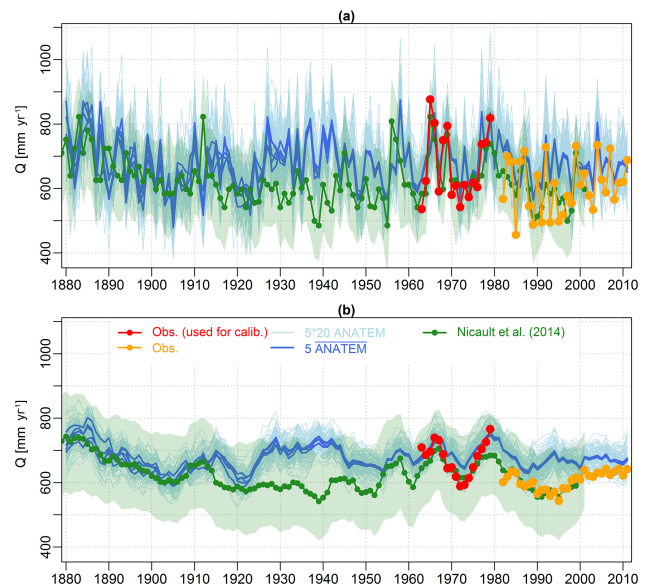 (a)
Q [mm yr⁻¹]
1000
800
600
400
1880 1890 1900 1910 1920 1930 1940 1950 1960 1970 1980 1990 2000 2010
(b)
Obs. (used for calib.) 5*20 ANATEM Nicault et al. (2014)
Obs. 5 ANATEM
Q [mm yr⁻¹]
1000
800
600
400
1880 1890 1900 1910 1920 1930 1940 1950 1960 1970 1980 1990 2000 2010